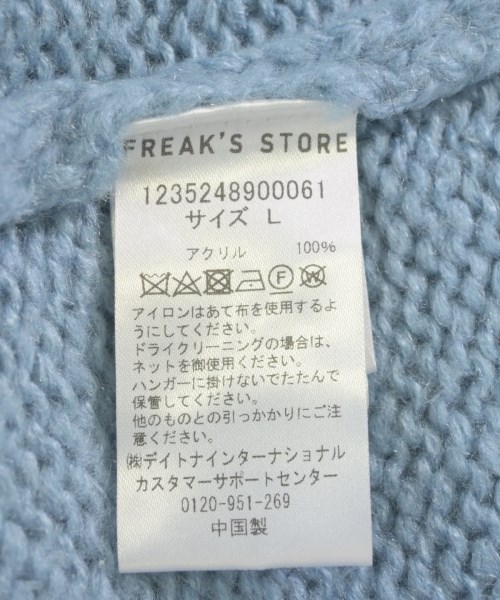 FREAK'S STORE
1235248900061
サイズ L
アクリル 100%
アイロンはあて布を使用するよ
うにしてください。
ドライクリーニングの場合は、
ネットを御使用ください。
ハンガーに掛けないでたたんで
保管してください。
他のものとの引っかかりにご注
意ください。
㈱デイトナインターナショナル
カスタマーサポートセンター
0120-951-269
中国製